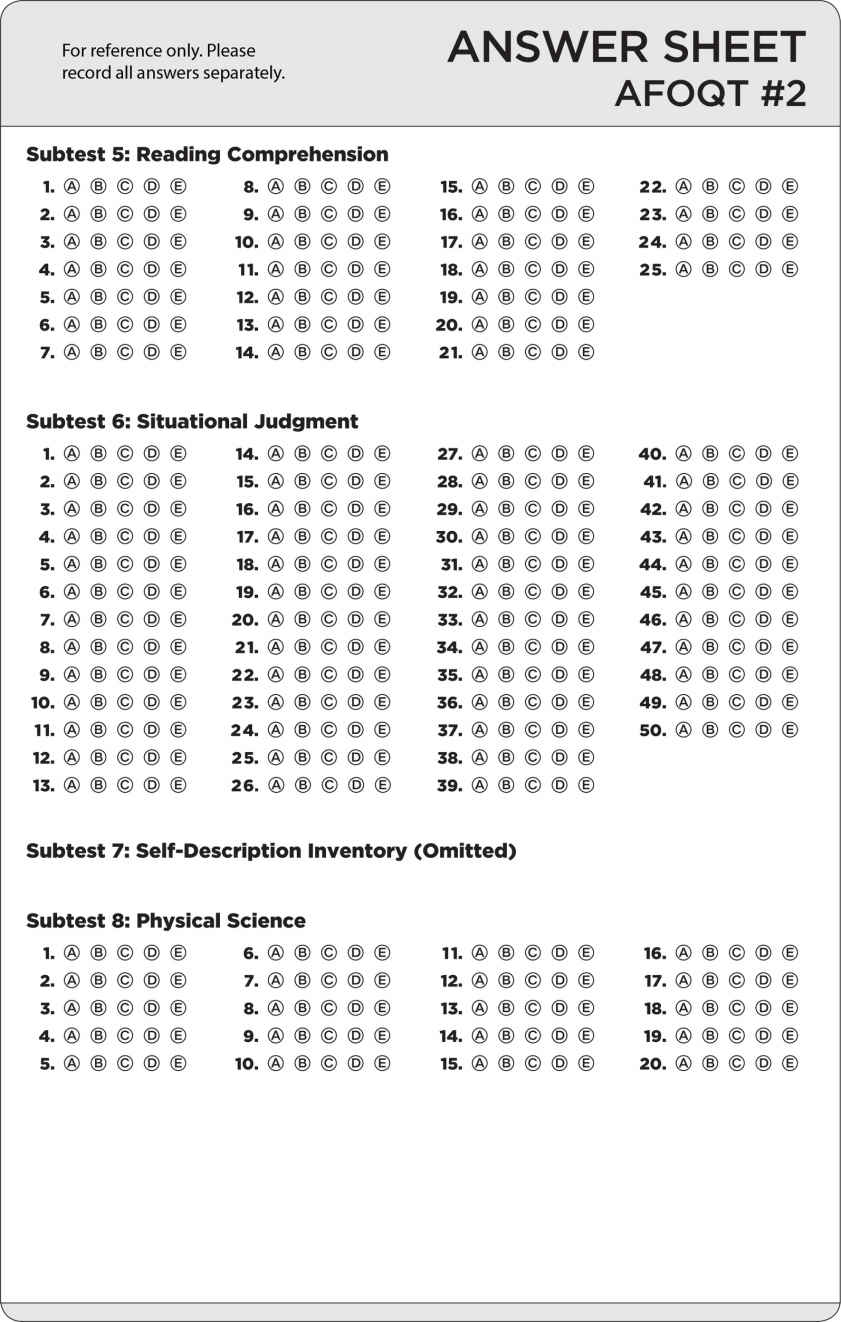 For reference only. Please
record all answers separately.
ANSWER SHEET
AFOQT #2
Subtest 5: Reading Comprehension
1. A B C D E 8. A B C D E 15. A B C D E 22. A B C D E
2. A B C D E 9. A B C D E 16. A B C D E 23. A B C D E
3. A B C D E 10. A B C D E 17. A B C D E 24. A B C D E
4. A B C D E 11. A B C D E 18. A B C D E 25. A B C D E
5. A B C D E 12. A B C D E 19. A B C D E
6. A B C D E 13. A B C D E 20. A B C D E
7. A B C D E 14. A B C D E 21. A B C D E
Subtest 6: Situational Judgment
1. A B C D E 14. A B C D E 27. A B C D E 40. A B C D E
2. A B C D E 15. A B C D E 28. A B C D E 41. A B C D E
3. A B C D E 16. A B C D E 29. A B C D E 42. A B C D E
4. A B C D E 17. A B C D E 30. A B C D E 43. A B C D E
5. A B C D E 18. A B C D E 31. A B C D E 44. A B C D E
6. A B C D E 19. A B C D E 32. A B C D E 45. A B C D E
7. A B C D E 20. A B C D E 33. A B C D E 46. A B C D E
8. A B C D E 21. A B C D E 34. A B C D E 47. A B C D E
9. A B C D E 22. A B C D E 35. A B C D E 48. A B C D E
10. A B C D E 23. A B C D E 36. A B C D E 49. A B C D E
11. A B C D E 24. A B C D E 37. A B C D E 50. A B C D E
12. A B C D E 25. A B C D E 38. A B C D E
13. A B C D E 26. A B C D E 39. A B C D E
Subtest 7: Self-Description Inventory (Omitted)
Subtest 8: Physical Science
1. A B C D E 6. A B C D E 11. A B C D E 16. A B C D E
2. A B C D E 7. A B C D E 12. A B C D E 17. A B C D E
3. A B C D E 8. A B C D E 13. A B C D E 18. A B C D E
4. A B C D E 9. A B C D E 14. A B C D E 19. A B C D E
5. A B C D E 10. A B C D E 15. A B C D E 20. A B C D E